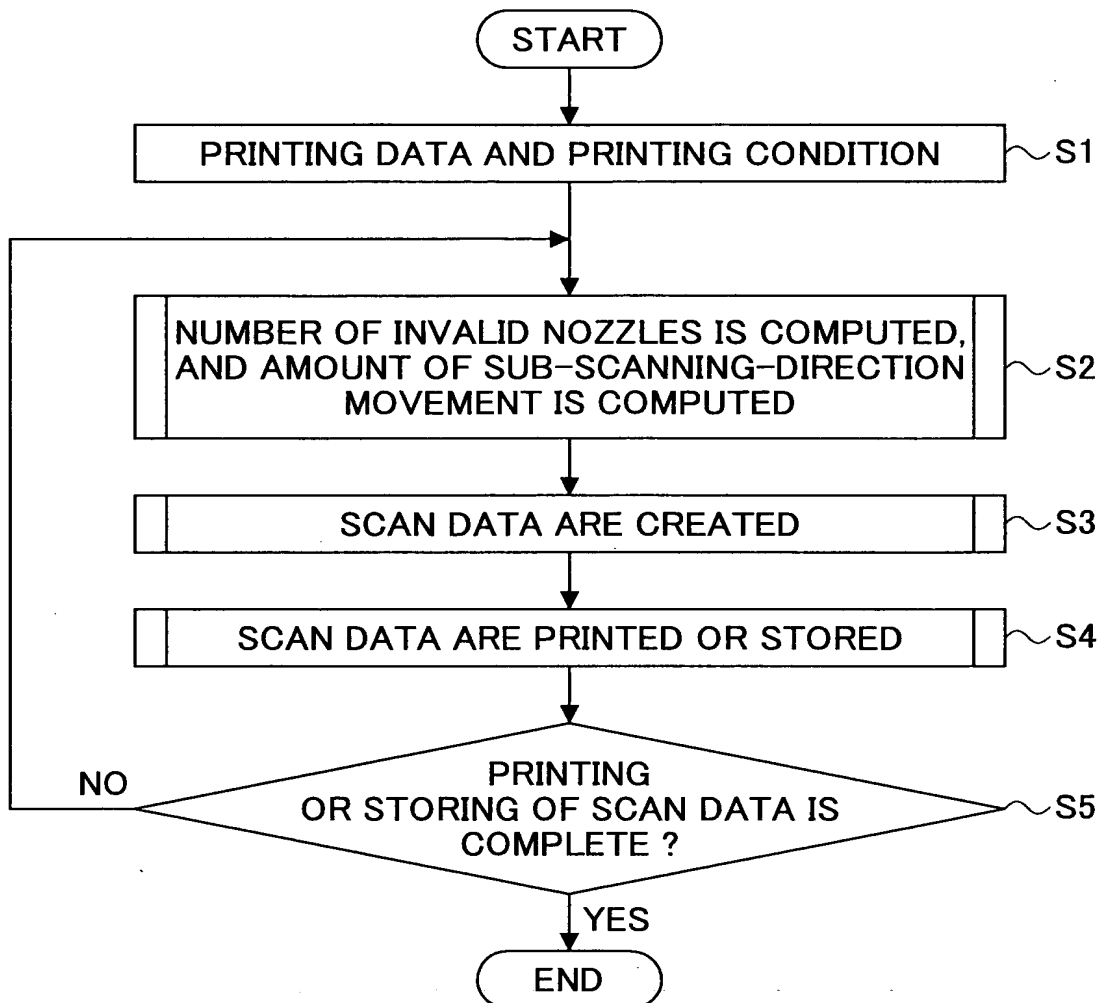 START
PRINTING DATA AND PRINTING CONDITION
S1
NUMBER OF INVALID NOZZLES IS COMPUTED,
AND AMOUNT OF SUB-SCANNING-DIRECTION
MOVEMENT IS COMPUTED
S2
SCAN DATA ARE CREATED
S3
SCAN DATA ARE PRINTED OR STORED
S4
NO
PRINTING
OR STORING OF SCAN DATA IS
COMPLETE ?
S5
YES
END